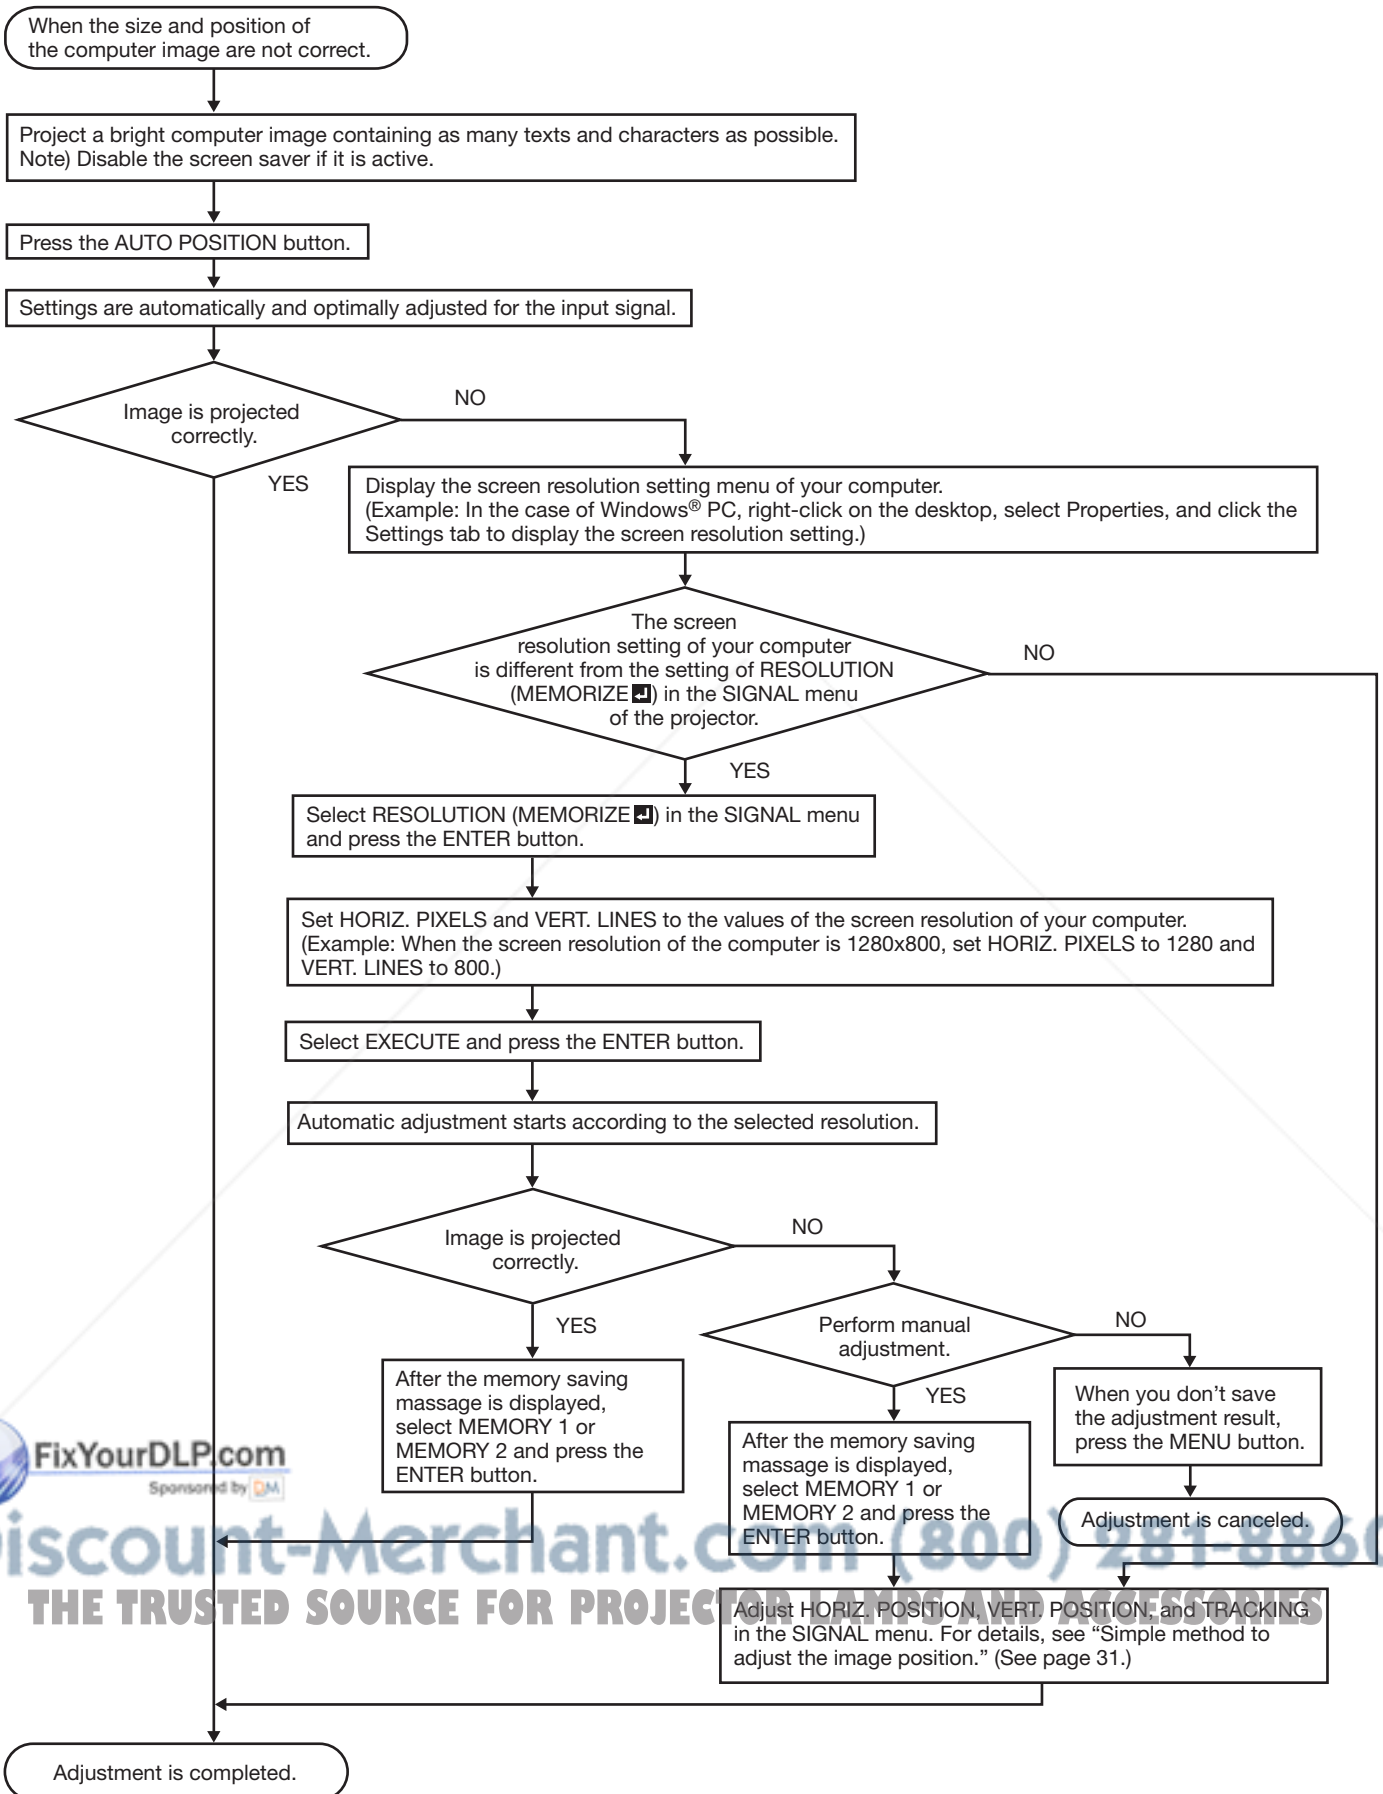 When the size and position of
the computer image are not correct.
Project a bright computer image containing as many texts and characters as possible.
Note) Disable the screen saver if it is active.
Press the AUTO POSITION button.
Settings are automatically and optimally adjusted for the input signal.
Image is projected
correctly.
NO
YES
Display the screen resolution setting menu of your computer.
(Example: In the case of Windows® PC, right-click on the desktop, select Properties, and click the
Settings tab to display the screen resolution setting.)
The screen
resolution setting of your computer
is different from the setting of RESOLUTION
(MEMORIZE ↵) in the SIGNAL menu
of the projector.
NO
YES
Select RESOLUTION (MEMORIZE ↵) in the SIGNAL menu
and press the ENTER button.
Set HORIZ. PIXELS and VERT. LINES to the values of the screen resolution of your computer.
(Example: When the screen resolution of the computer is 1280x800, set HORIZ. PIXELS to 1280 and
VERT. LINES to 800.)
Select EXECUTE and press the ENTER button.
Automatic adjustment starts according to the selected resolution.
Image is projected
correctly.
NO
YES
Perform manual
adjustment.
NO
YES
After the memory saving
massage is displayed,
select MEMORY 1 or
MEMORY 2 and press the
ENTER button.
After the memory saving
massage is displayed,
select MEMORY 1 or
MEMORY 2 and press the
ENTER button.
When you don't save
the adjustment result,
press the MENU button.
Adjustment is canceled.
FixYourDLP.com
Sponsored by DM
iscount-Merchant.com (800) 281-8860
THE TRUSTED SOURCE FOR PROJECTOR LAMPS AND ACCESSORIES
Adjust HORIZ. POSITION, VERT. POSITION, and TRACKING
in the SIGNAL menu. For details, see “Simple method to
adjust the image position.” (See page 31.)
Adjustment is completed.